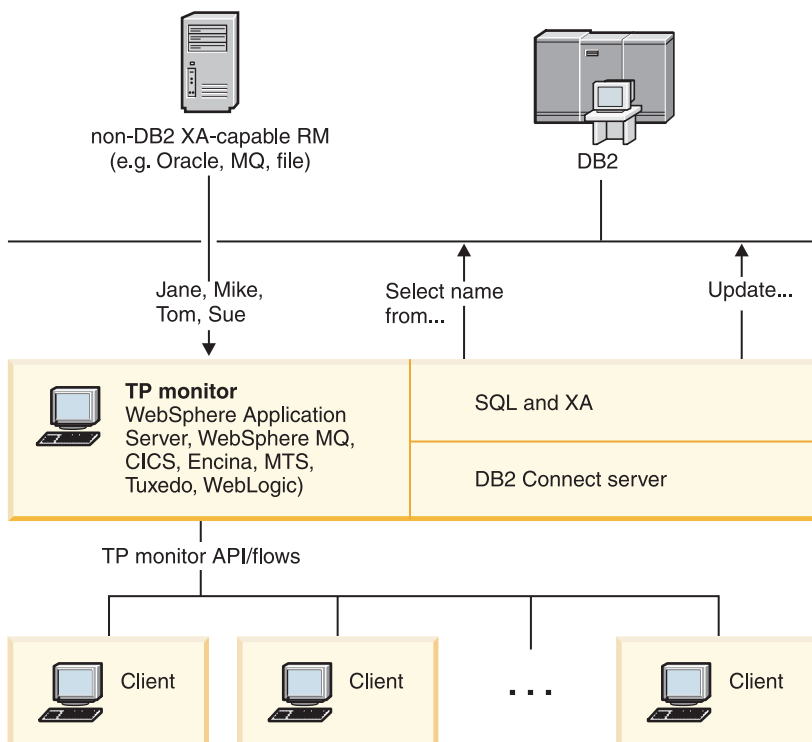 non-DB2 XA-capable RM
(e.g. Oracle, MQ, file)
DB2
Jane, Mike,
Tom, Sue
Select name
from...
Update...
TP monitor
WebSphere Application
Server, WebSphere MQ,
CICS, Encina, MTS,
Tuxedo, WebLogic)
SQL and XA
DB2 Connect server
TP monitor API/flows
Client
Client
...
Client